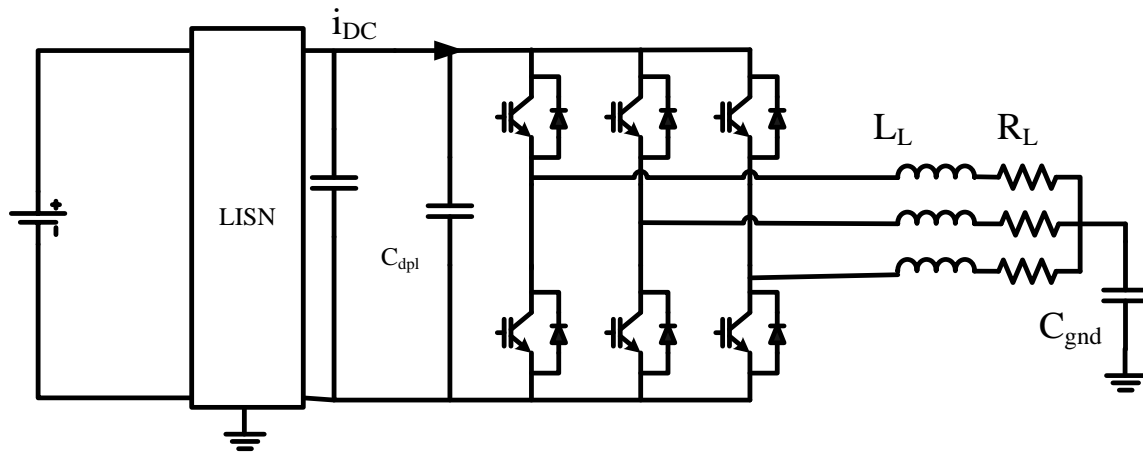 i_DC
L_L
R_L
LISN
C_dpl
C_gnd
+
-